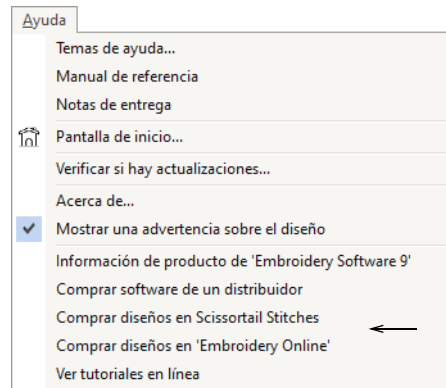 Ayuda
Temas de ayuda...
Manual de referencia
Notas de entrega
Pantalla de inicio...
Verificar si hay actualizaciones...
Acerca de...
Mostrar una advertencia sobre el diseño
Información de producto de 'Embroidery Software 9'
Comprar software de un distribuidor
Comprar diseños en Scissortail Stitches
Comprar diseños en 'Embroidery Online'
Ver tutoriales en línea